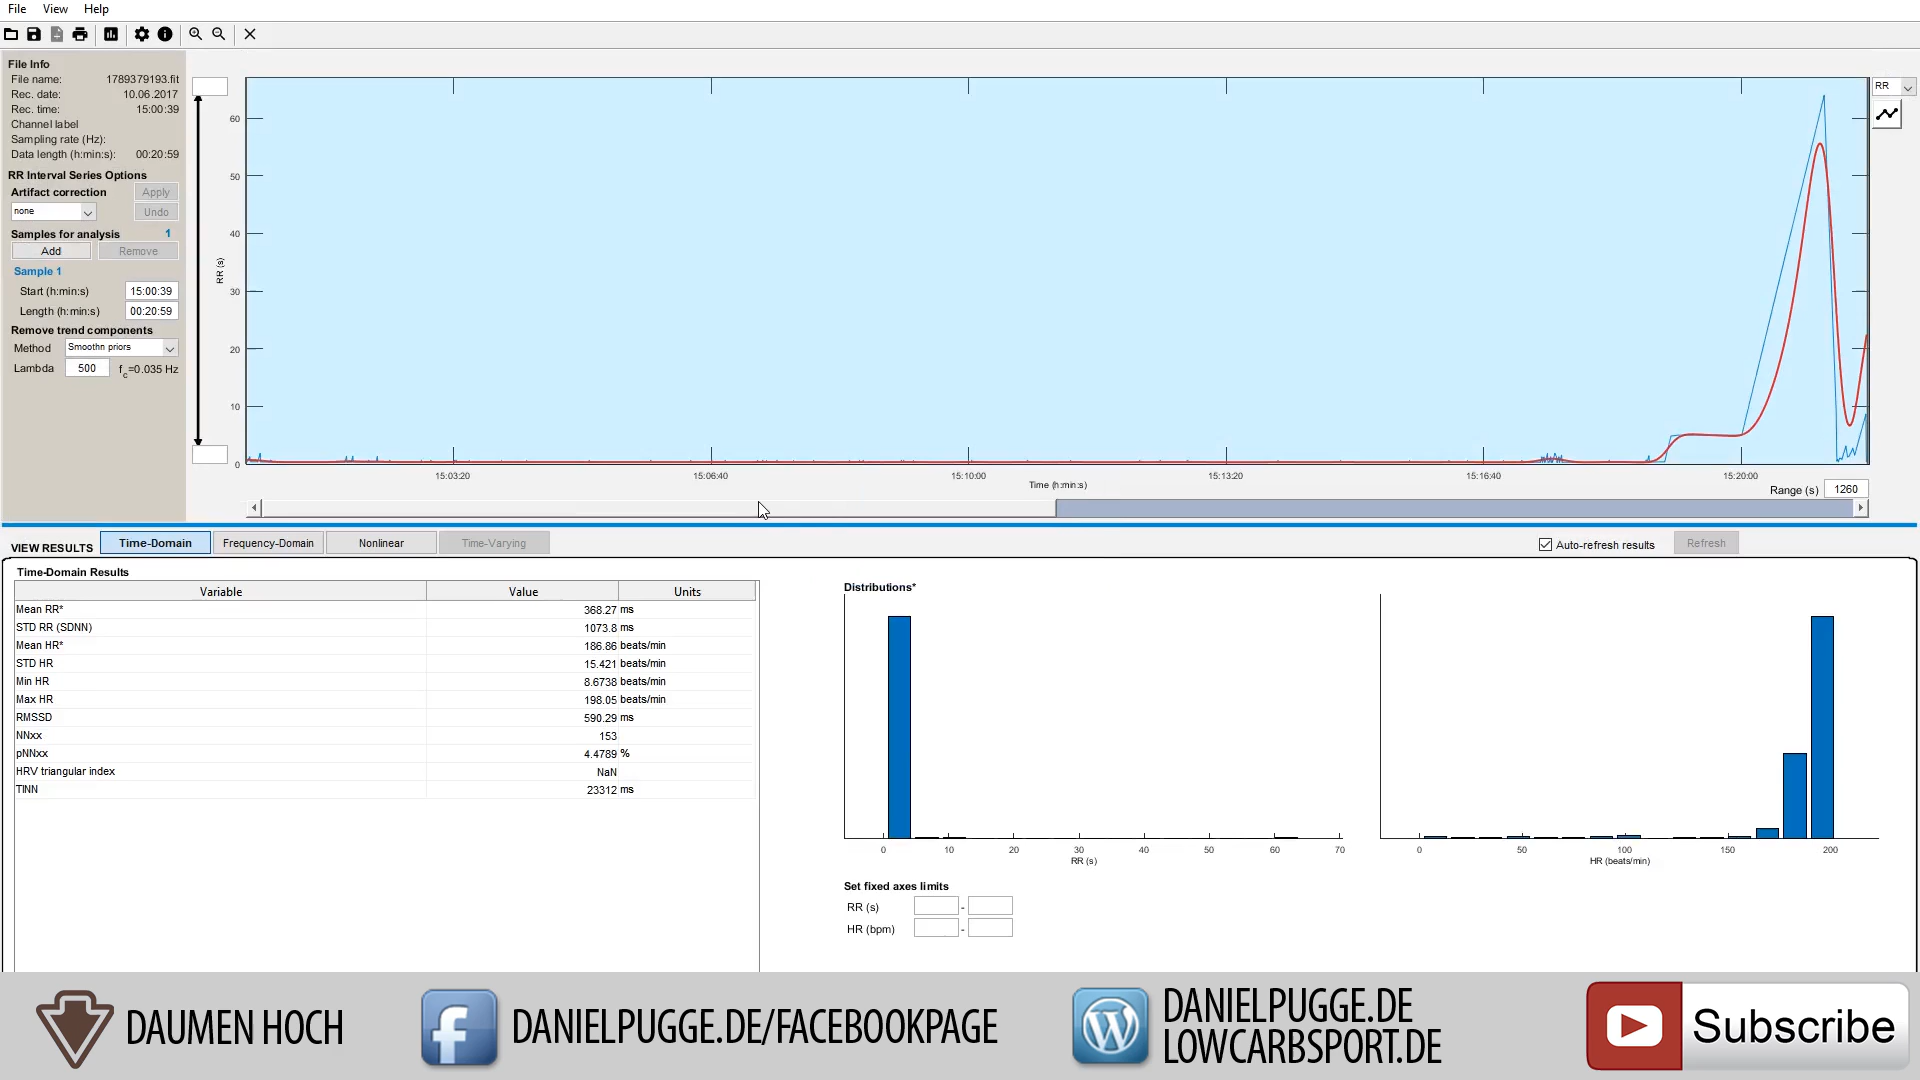 File View Help
File Info
File name: 1789379193.fit
Rec. date: 10.06.2017
Rec. time: 15:00:39
Channel label
Sampling rate (Hz):
Data length (h:min:s): 00:20:59
RR Interval Series Options
Artifact correction Apply
none Undo
Samples for analysis 1
Add Remove
Sample 1
Start (h:min:s) 15:00:39
Length (h:min:s) 00:20:59
Remove trend components
Method Smoothn priors
Lambda 500 fc=0.035 Hz
RR (s)
60
50
40
30
20
10
0
15:03:20 15:06:40 15:10:00 15:13:20 15:16:40 15:20:00
Time (h:min:s)
Range (s) 1260
RR
VIEW RESULTS Time-Domain Frequency-Domain Nonlinear Time-Varying
Auto-refresh results Refresh
Time-Domain Results
Variable Value Units
Mean RR* 368.27 ms
STD RR (SDNN) 1073.8 ms
Mean HR* 186.86 beats/min
STD HR 15.421 beats/min
Min HR 8.6738 beats/min
Max HR 198.05 beats/min
RMSSD 590.29 ms
NNxx 153
pNNxx 4.4789 %
HRV triangular index NaN
TINN 23312 ms
Distributions*
0 10 20 30 40 50 60 70
RR (s)
0 50 100 150 200
HR (beats/min)
Set fixed axes limits
RR (s) -
HR (bpm) -
DAUMEN HOCH
DANIELPUGGE.DE/FACEBOOKPAGE
DANIELPUGGE.DE
LOWCARBSPORT.DE
Subscribe